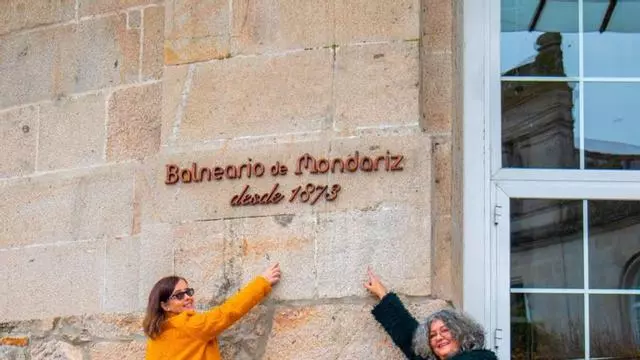 Balneario de Mondariz
desde 1873